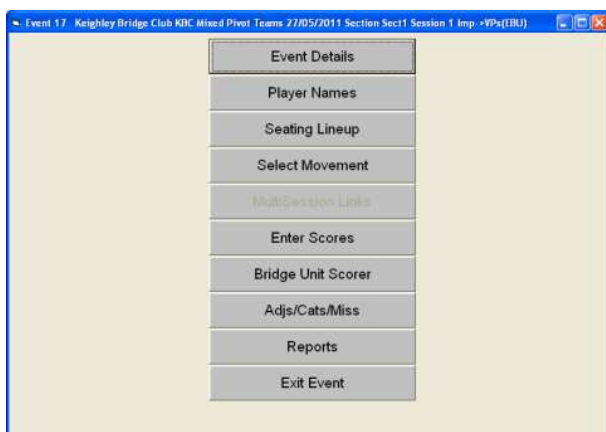 Event 17 Keighley Bridge Club KBC Mixed Pivot Teams 27/05/2011 Section Sect1 Session 1 Imp->VPs(EBU)
Event Details
Player Names
Seating Lineup
Select Movement
MultiSession Links
Enter Scores
Bridge Unit Scorer
Adjs/Cats/Miss
Reports
Exit Event